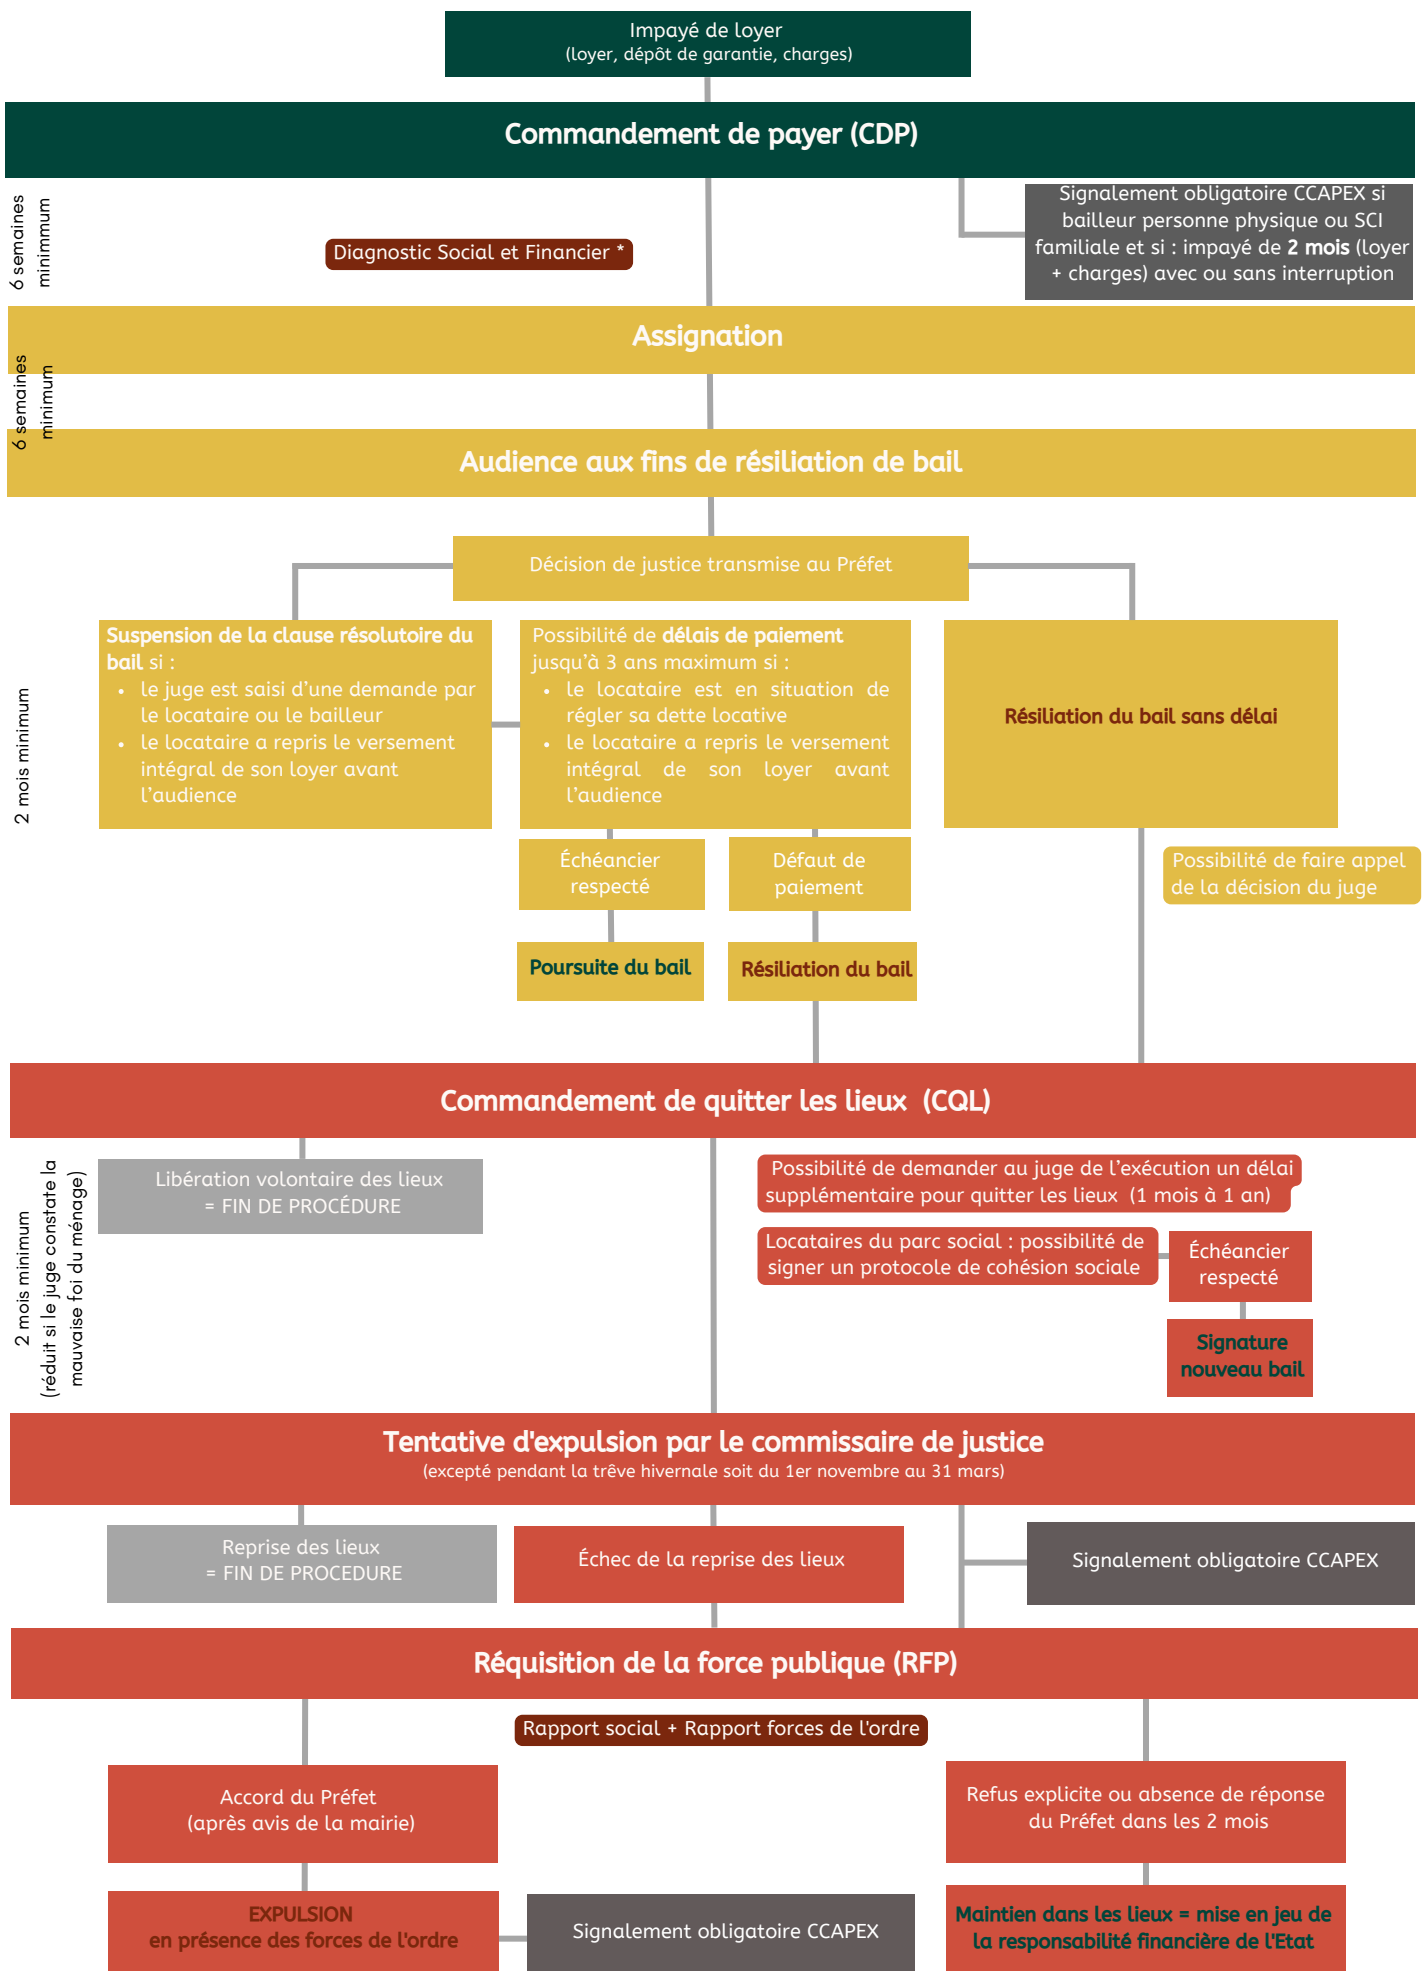 Impayé de loyer
(loyer, dépôt de garantie, charges)
Commandement de payer (CDP)
6 semaines
minimmum
Diagnostic Social et Financier *
Signalement obligatoire CCAPEX si
bailleur personne physique ou SCI
familiale et si : impayé de 2 mois (loyer
+ charges) avec ou sans interruption
Assignation
6 semaines
minimum
Audience aux fins de résiliation de bail
Décision de justice transmise au Préfet
2 mois minimum
Suspension de la clause résolutoire du
bail si :
• le juge est saisi d'une demande par
le locataire ou le bailleur
• le locataire a repris le versement
intégral de son loyer avant
l'audience
Possibilité de délais de paiement
jusqu'à 3 ans maximum si :
• le locataire est en situation de
régler sa dette locative
• le locataire a repris le versement
intégral de son loyer avant
l'audience
Résiliation du bail sans délai
Échéancier
respecté
Défaut de
paiement
Possibilité de faire appel
de la décision du juge
Poursuite du bail
Résiliation du bail
Commandement de quitter les lieux (CQL)
2 mois minimum
(réduit si le juge constate la
mauvaise foi du ménage)
Libération volontaire des lieux
= FIN DE PROCÉDURE
Possibilité de demander au juge de l'exécution un délai
supplémentaire pour quitter les lieux (1 mois à 1 an)
Locataires du parc social : possibilité de
signer un protocole de cohésion sociale
Échéancier
respecté
Signature
nouveau bail
Tentative d'expulsion par le commissaire de justice
(excepté pendant la trêve hivernale soit du 1er novembre au 31 mars)
Reprise des lieux
= FIN DE PROCEDURE
Échec de la reprise des lieux
Signalement obligatoire CCAPEX
Réquisition de la force publique (RFP)
Rapport social + Rapport forces de l'ordre
Accord du Préfet
(après avis de la mairie)
Refus explicite ou absence de réponse
du Préfet dans les 2 mois
EXPULSION
en présence des forces de l'ordre
Signalement obligatoire CCAPEX
Maintien dans les lieux = mise en jeu de
la responsabilité financière de l'Etat